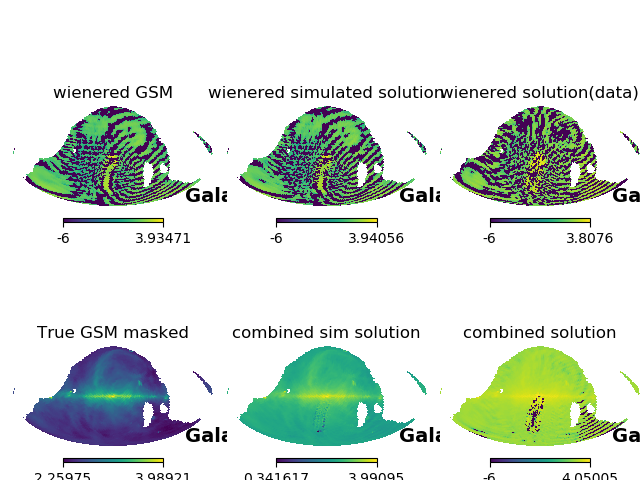 wienered GSM
wienered simulated solution
wienered solution(data)
Gala
Gala
Ga
-6 3.93471
-6 3.94056
-6 3.8076
True GSM masked
combined sim solution
combined solution
Gala
Gala
Ga
2.25975 3.98921
0.341617 3.99095
-6 4.05005